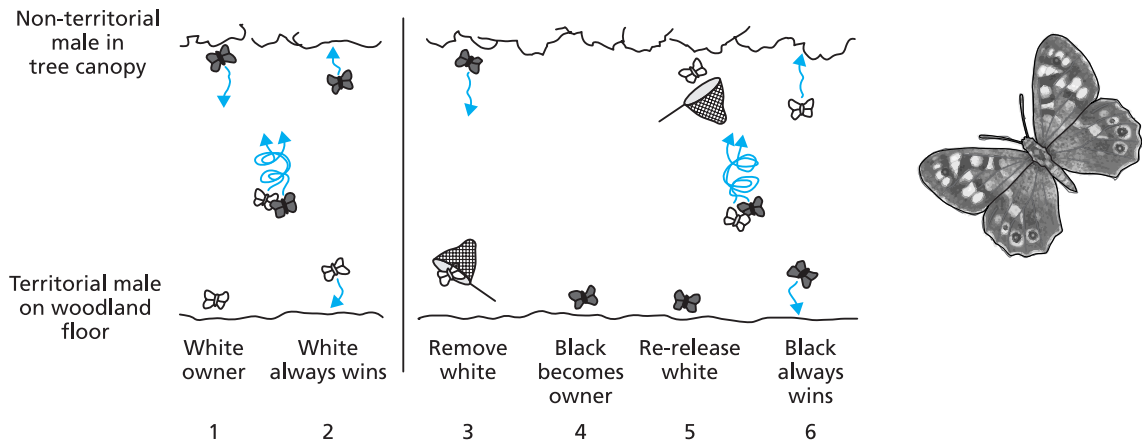 Non-territorial
male in
tree canopy
Territorial male
on woodland
floor
White
owner
White
always wins
Remove
white
Black
becomes
owner
Re-release
white
Black
always
wins
1
2
3
4
5
6